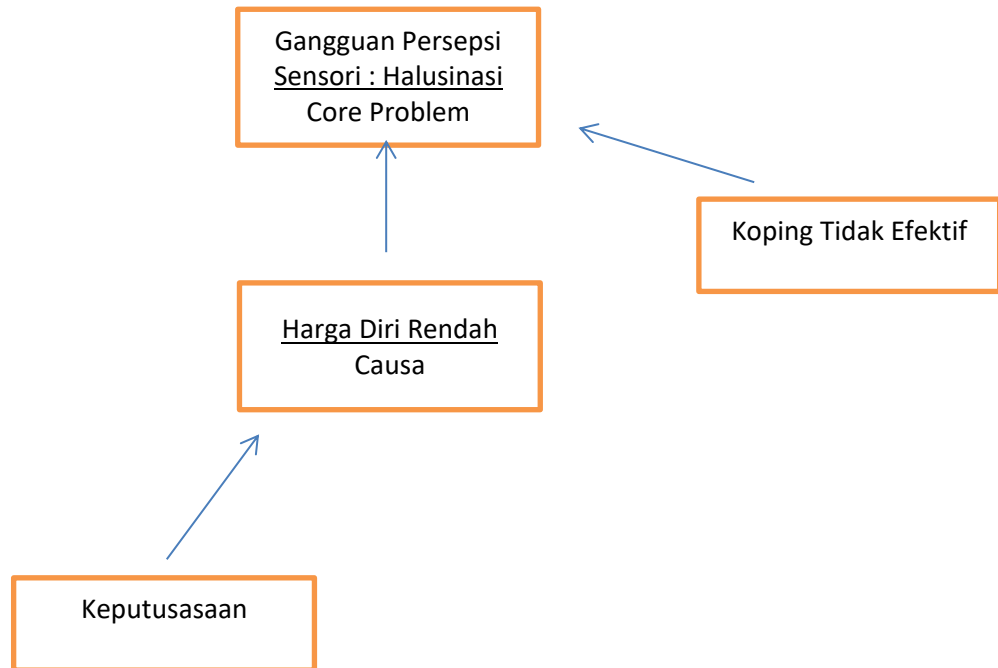 Gangguan Persepsi
Sensori : Halusinasi
Core Problem
Koping Tidak Efektif
Harga Diri Rendah
Causa
Keputusasaan